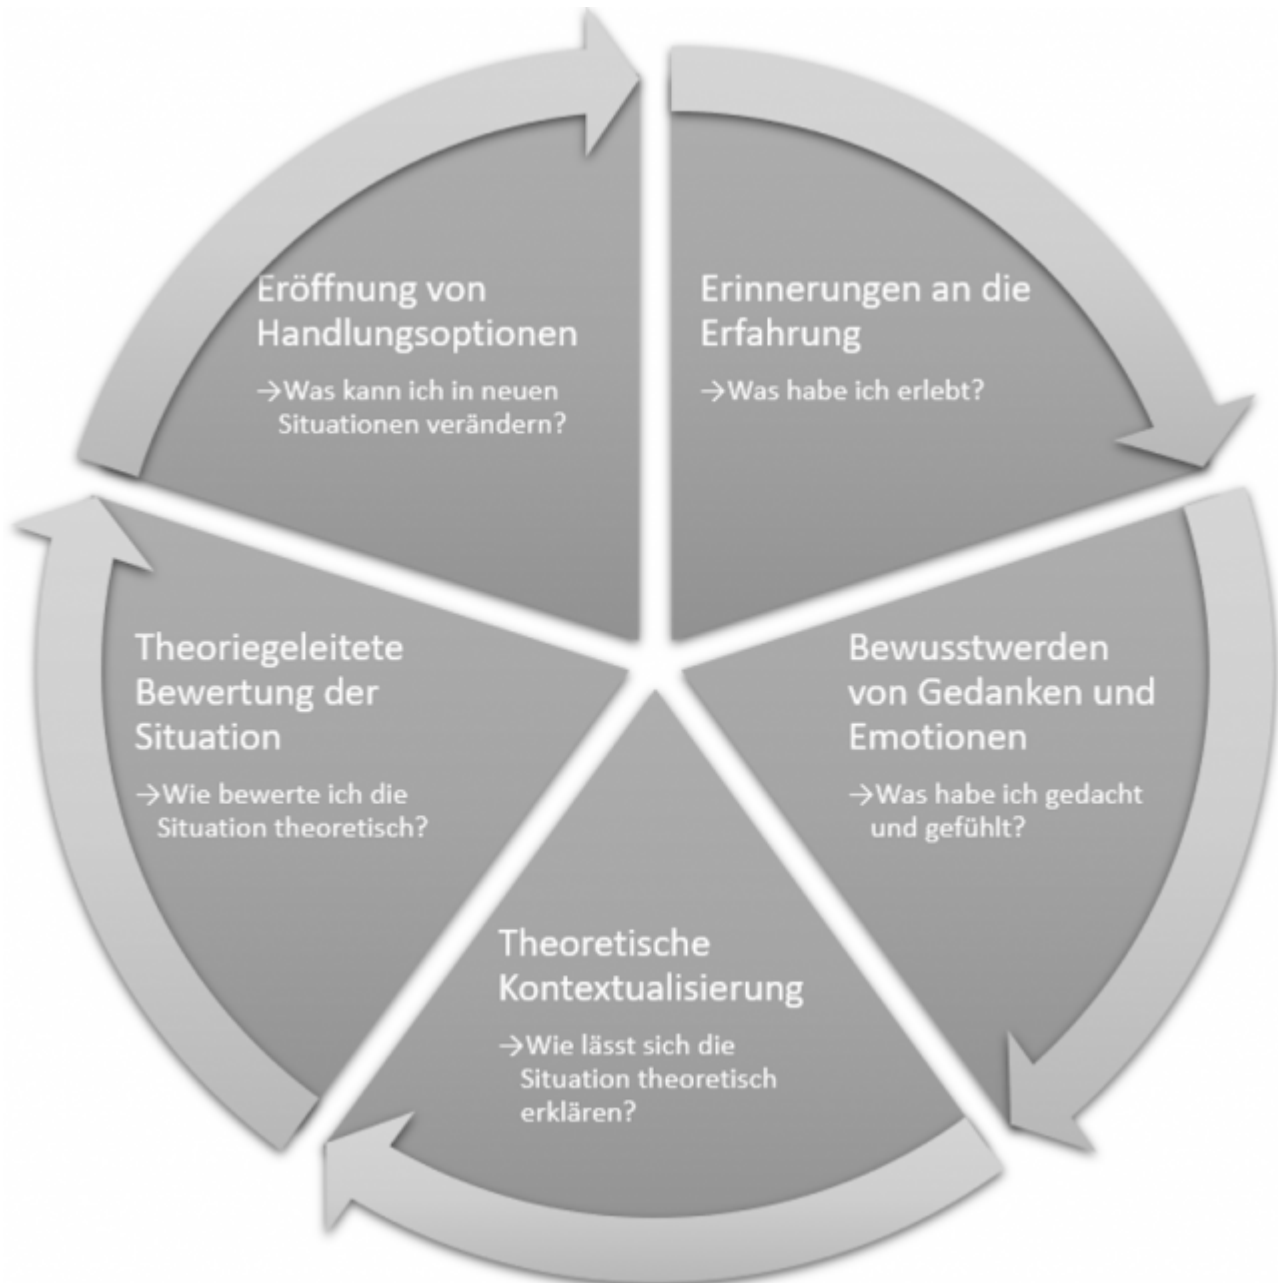 Eröffnung von
Handlungsoptionen
→Was kann ich in neuen
Situationen verändern?
Erinnerungen an die
Erfahrung
→Was habe ich erlebt?
Bewusstwerden
von Gedanken und
Emotionen
→Was habe ich gedacht
und gefühlt?
Theoretische
Kontextualisierung
→Wie lässt sich die
Situation theoretisch
erklären?
Theoriegeleitete
Bewertung der
Situation
→Wie bewerte ich die
Situation theoretisch?